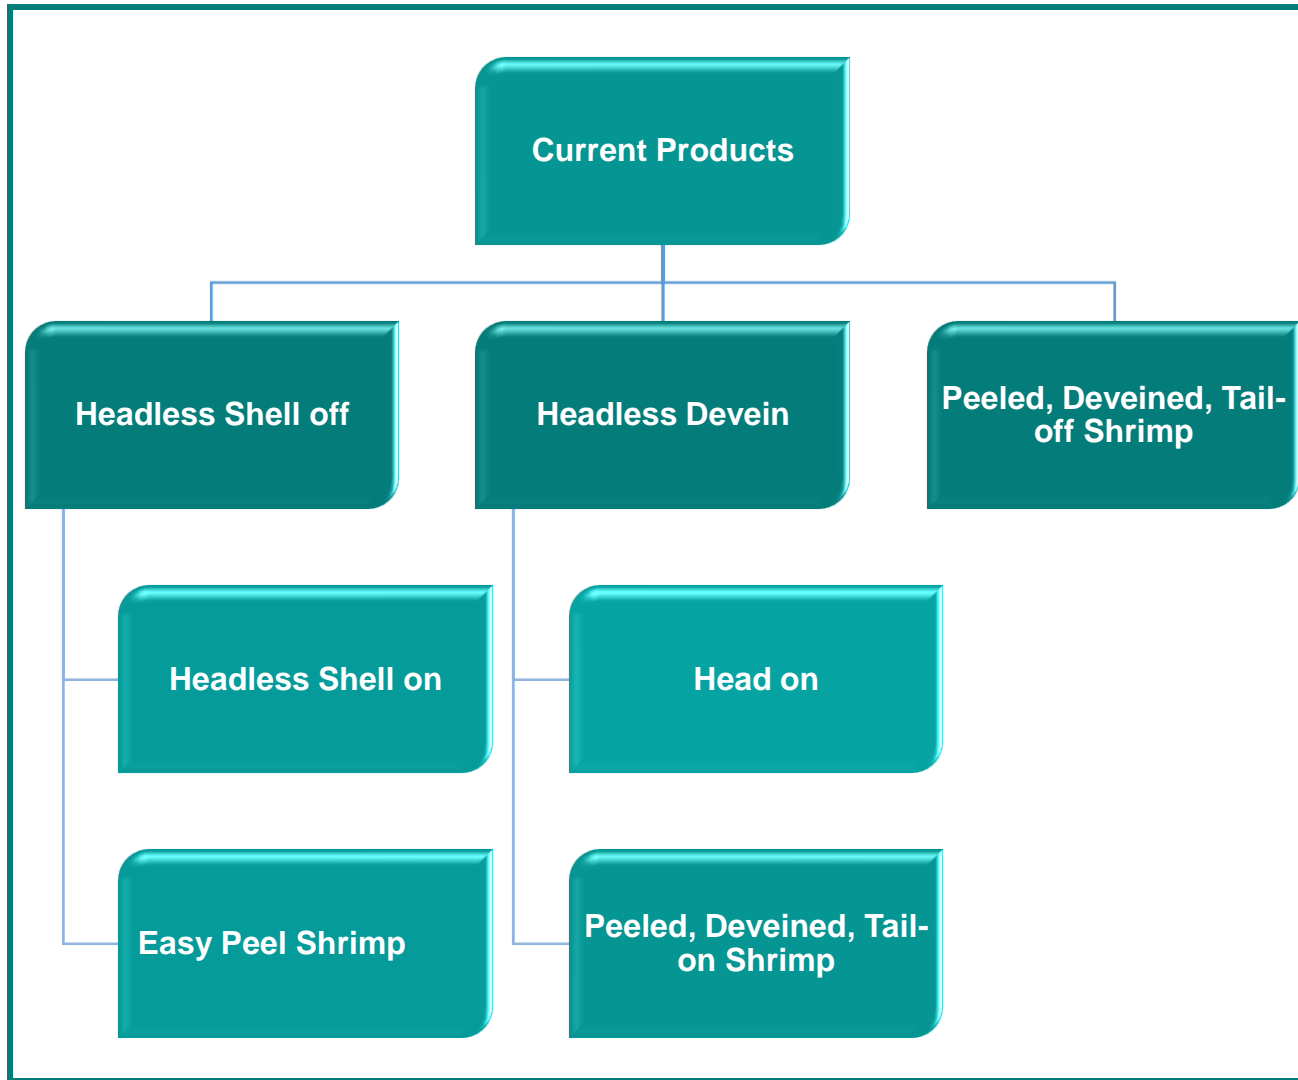 Current Products
Headless Shell off
Headless Devein
Peeled, Deveined, Tail-
off Shrimp
Headless Shell on
Head on
Easy Peel Shrimp
Peeled, Deveined, Tail-
on Shrimp